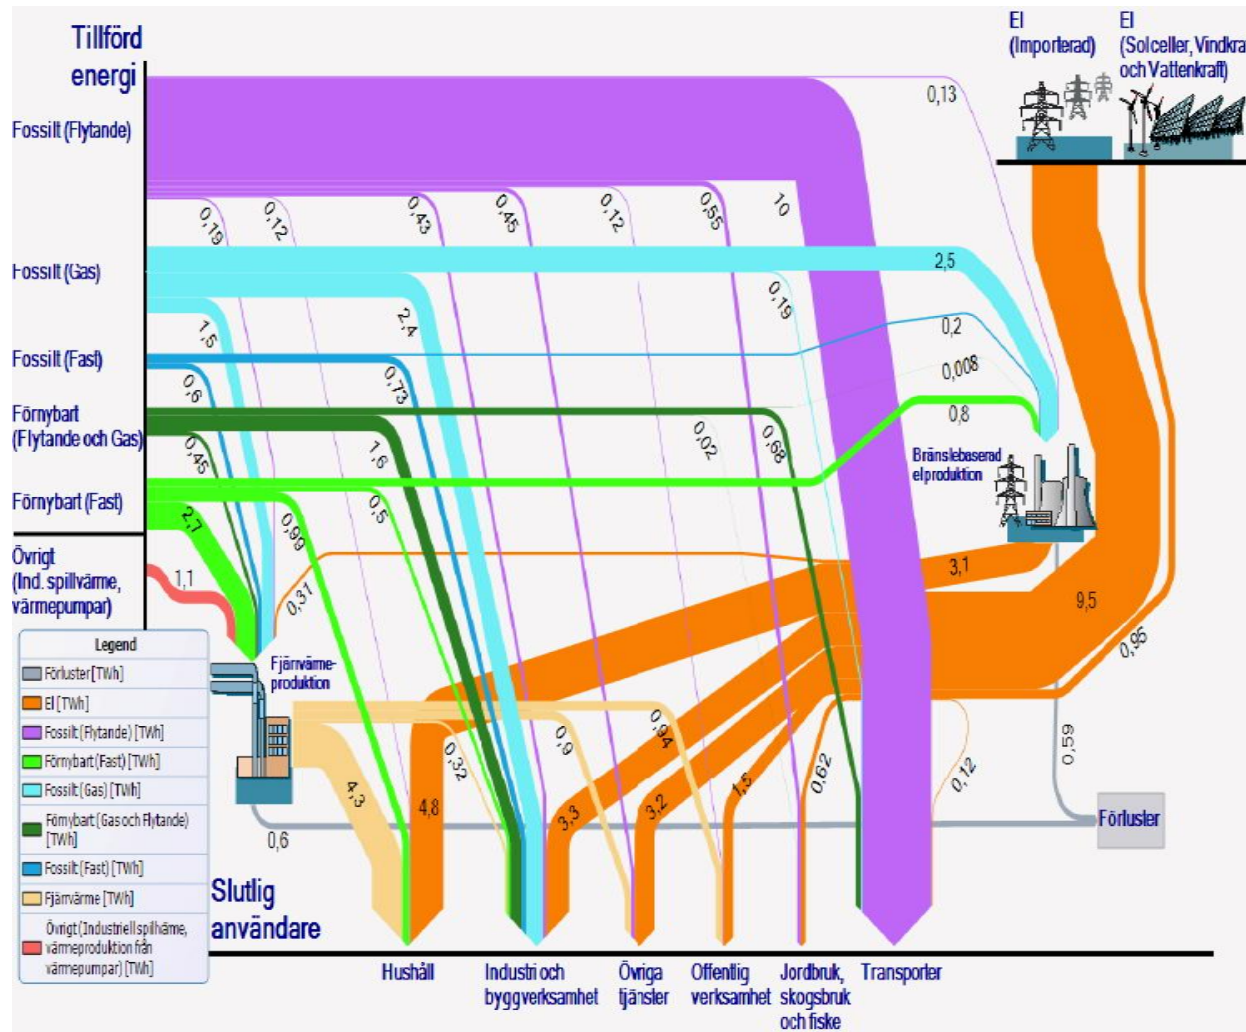 Tillförd
energi
El
(Importerad)
El
(Solceller, Vindkra
och Vattenkraft)
0,13
Fossilt (Flytande)
0,19
0,12
0,43
0,45
0,12
0,55
10
Fossilt (Gas)
1,5
2,4
0,19
2,5
Fossilt (Fast)
0,6
0,73
0,2
0,008
Förnybart
(Flytande och Gas)
0,45
1,6
0,02
0,68
0,8
Bränslebaserad
elproduktion
Förnybart (Fast)
2,7
0,99
0,5
Övrigt
(Ind. spillvärme,
värmepumpar)
1,1
0,31
3,1
9,5
0,95
Legend
Förluster [TWh]
El [TWh]
Fossilt (Flytande) [TWh]
Förnybart (Fast) [TWh]
Fossilt (Gas) [TWh]
Förnybart (Gas och Flytande)
[TWh]
Fossilt (Fast) [TWh]
Fjärrvärme [TWh]
Övrigt (Industriell spillvärme,
värmeproduktion från
värmepumpar) [TWh]
Fjärrvärme-
produktion
4,3
4,8
0,32
0,9
0,94
3,3
3,2
1,5
0,62
0,12
0,59
0,6
Förluster
Slutlig
användare
Hushåll
Industri och
byggverksamhet
Övriga
tjänster
Offentlig
verksamhet
Jordbruk,
skogsbruk
och fiske
Transporter